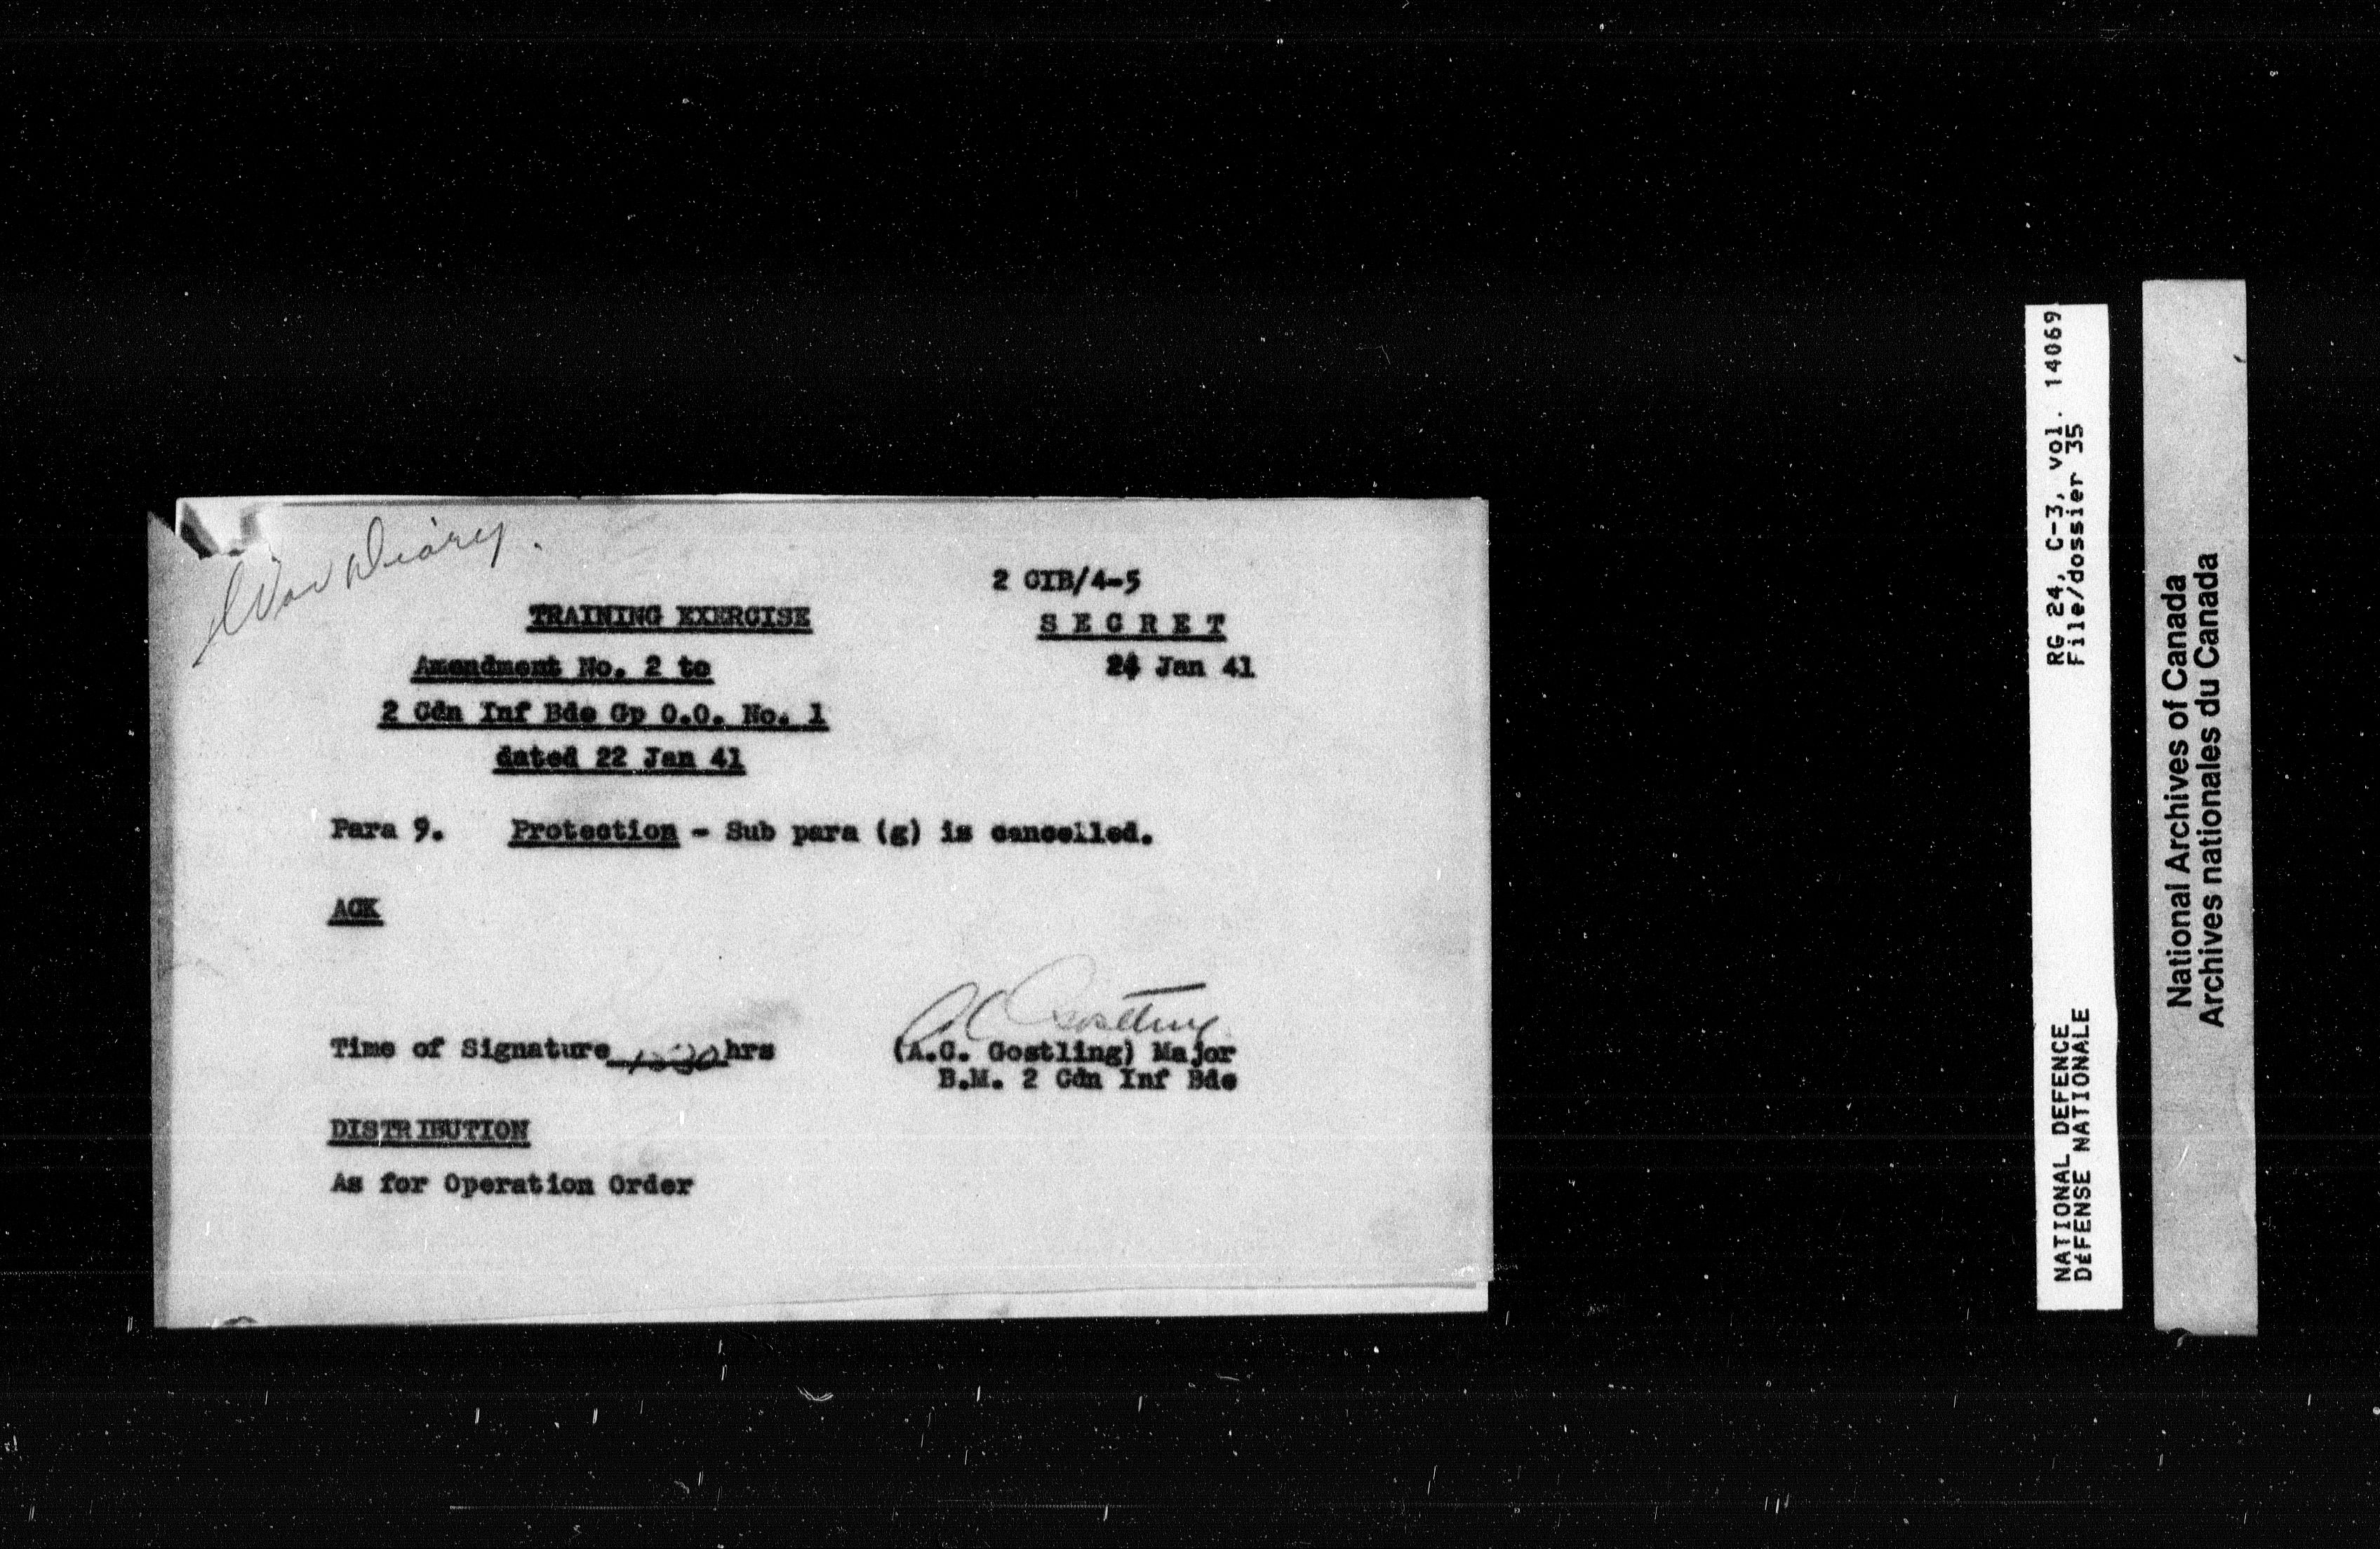 War Diary.
2 CIB/4-5
TRAINING EXERCISE
S E C R E T
Amendment No. 2 to
24 Jan 41
2 Cdn Inf Bde Gp O.O. No. 1
dated 22 Jan 41
Para 9. Protection - Sub para (g) is cancelled.
ACK
A C Gostling
Time of Signature hrs
(A.C. Gostling) Major
B.M. 2 Cdn Inf Bde
DISTRIBUTION
As for Operation Order
RG 24, C-3, vol. 14069
File/dossier 35
NATIONAL DEFENCE
DÉFENSE NATIONALE
National Archives of Canada
Archives nationales du Canada